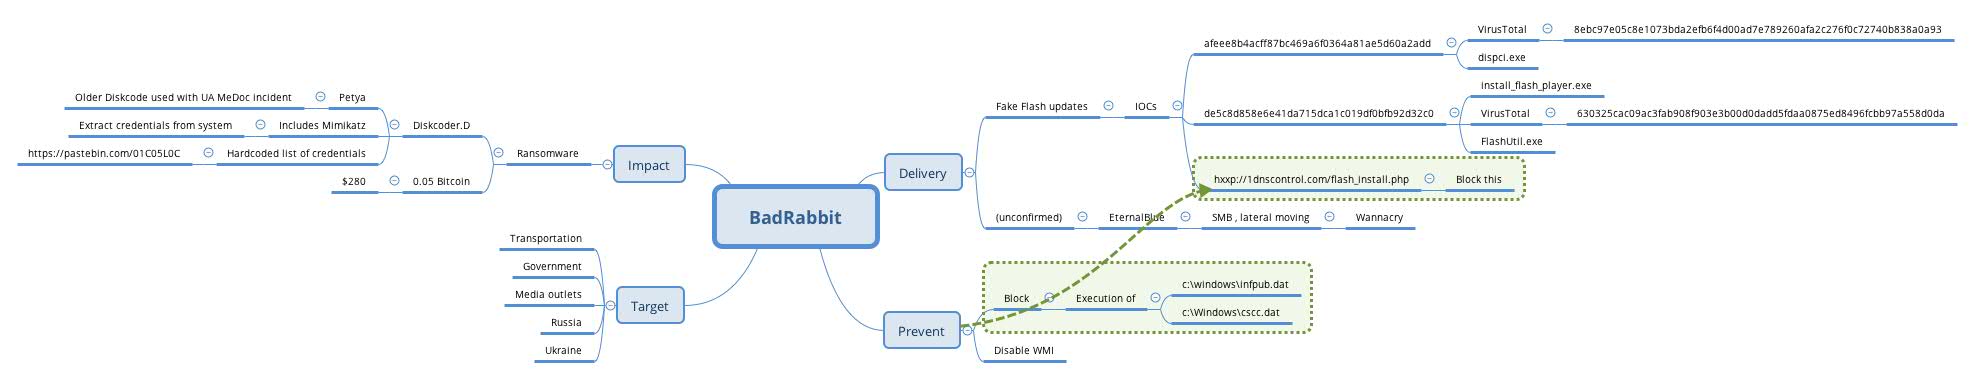 BadRabbit
Impact
Ransomware
Diskcoder.D
Petya
Older Diskcode used with UA MeDoc incident
Includes Mimikatz
Extract credentials from system
Hardcoded list of credentials
https://pastebin.com/01C05L0C
0.05 Bitcoin
$280
Target
Transportation
Government
Media outlets
Russia
Ukraine
Delivery
Fake Flash updates
IOCs
afeee8b4acff87bc469a6f0364a81ae5d60a2add
VirusTotal
8ebc97e05c8e1073bda2efb6f4d00ad7e789260afa2c276f0c72740b838a0a93
dispci.exe
de5c8d858e6e41da715dca1c019df0bfb92d32c0
install_flash_player.exe
VirusTotal
630325cac09ac3fab908f903e3b00d0dadd5fdaa0875ed8496fcbb97a558d0da
FlashUtil.exe
hxxp://1dnscontrol.com/flash_install.php
Block this
(unconfirmed)
EternalBlue
SMB , lateral moving
Wannacry
Prevent
Block
Execution of
c:\windows\infpub.dat
c:\Windows\cscc.dat
Disable WMI